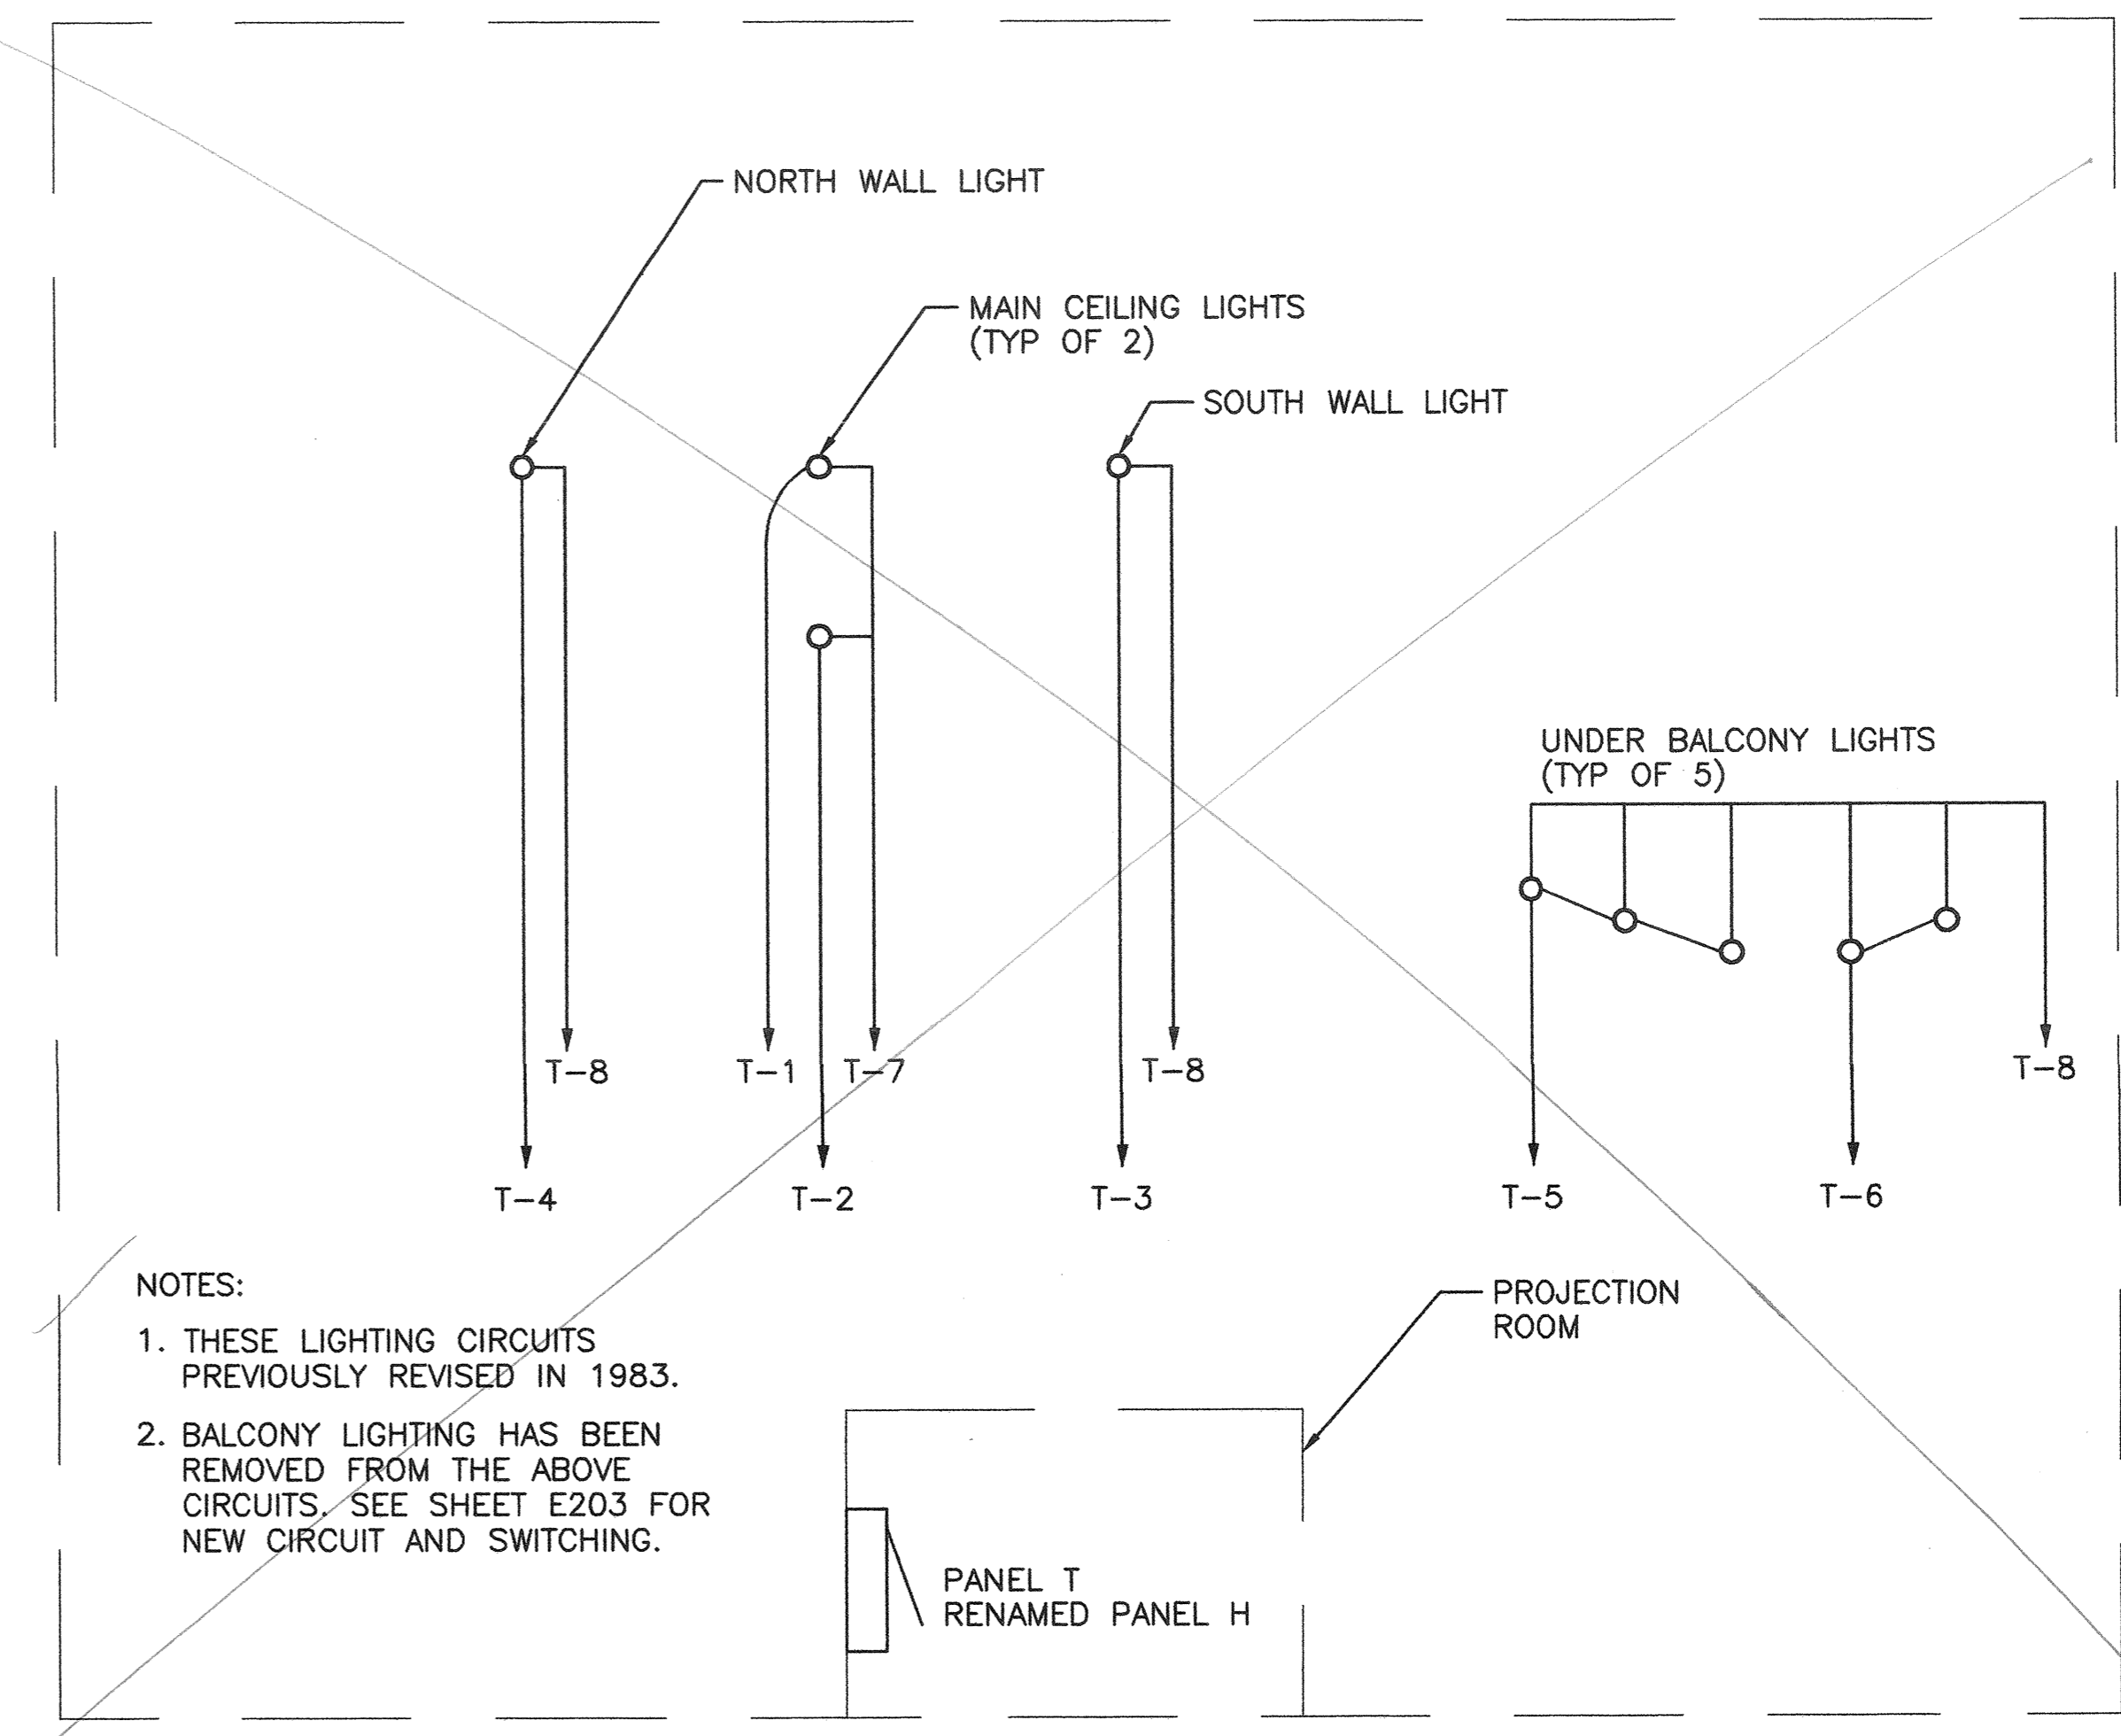 NORTH WALL LIGHT
MAIN CEILING LIGHTS
(TYP OF 2)
SOUTH WALL LIGHT
UNDER BALCONY LIGHTS
(TYP OF 5)
T-8
T-1
T-7
T-8
T-8
T-4
T-2
T-3
T-5
T-6
NOTES:
1. THESE LIGHTING CIRCUITS
PREVIOUSLY REVISED IN 1983.
2. BALCONY LIGHTING HAS BEEN
REMOVED FROM THE ABOVE
CIRCUITS. SEE SHEET E203 FOR
NEW CIRCUIT AND SWITCHING.
PROJECTION
ROOM
PANEL T
RENAMED PANEL H